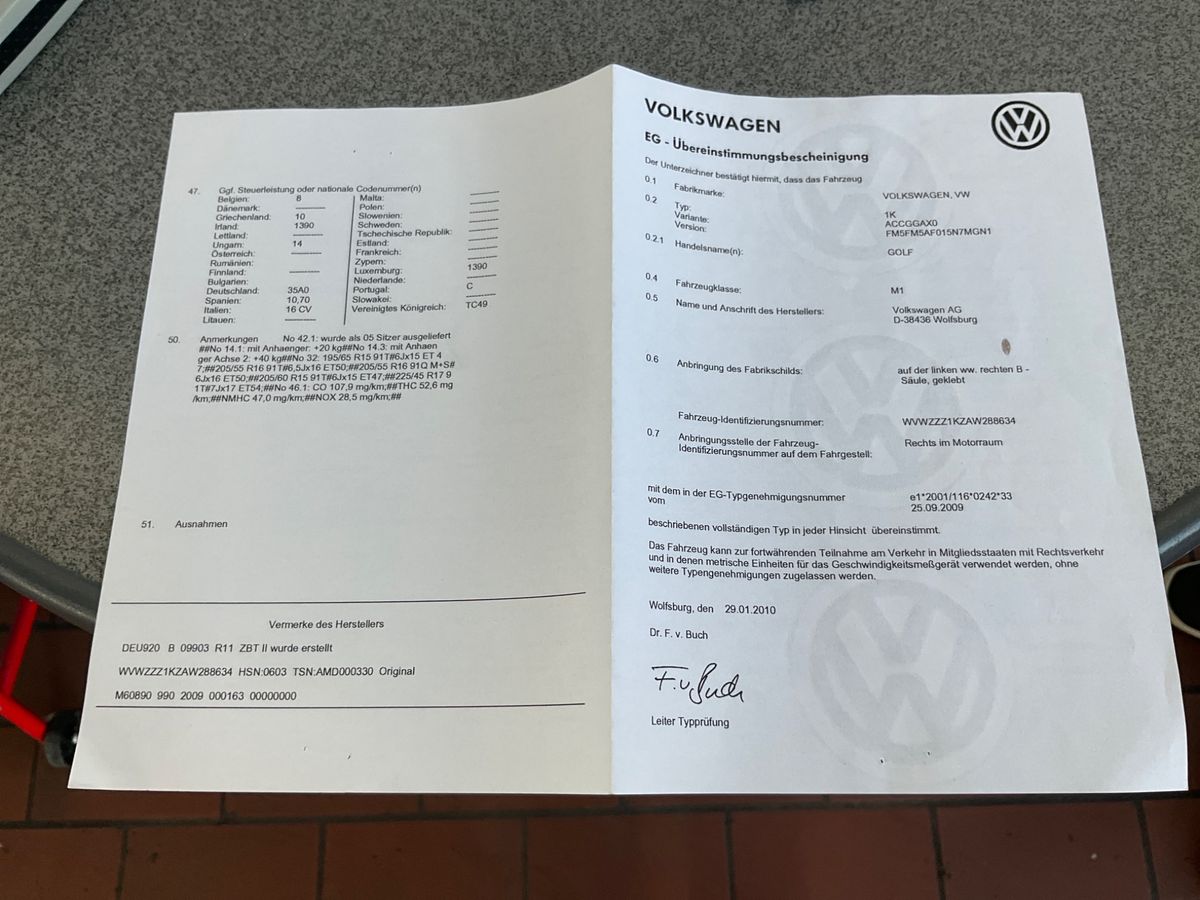 47. Ggf. Steuerleistung oder nationale Codenummer(n)
Belgien: 8
Dänemark: ----------
Griechenland: 10
Irland: 1390
Lettland: ----------
Ungarn: 14
Österreich: ----------
Rumänien:
Finnland: ----------
Bulgarien:
Deutschland: 35A0
Spanien: 10,70
Italien: 16 CV
Litauen: ----------
Malta: ----------
Polen: ----------
Slowenien: ----------
Schweden: ----------
Tschechische Republik: ----------
Estland: ----------
Frankreich: ----------
Zypern: ----------
Luxemburg: 1390
Niederlande: ----------
Portugal: C
Slowakei: ----------
Vereinigtes Königreich: TC49
50. Anmerkungen No 42.1: wurde als 05 Sitzer ausgeliefert
##No 14.1: mit Anhaenger: +20 kg##No 14.3: mit Anhaen
ger Achse 2: +40 kg##No 32: 195/65 R15 91T#6Jx15 ET 4
7;##205/55 R16 91T#6,5Jx16 ET50;##205/55 R16 91Q M+S#
6Jx16 ET50;##205/60 R15 91T#6Jx15 ET47;##225/45 R17 9
1T#7Jx17 ET54;##No 46.1: CO 107,9 mg/km;##THC 52,6 mg
/km;##NMHC 47,0 mg/km;##NOX 28,5 mg/km;##
51. Ausnahmen
Vermerke des Herstellers
DEU920 B 09903 R11 ZBT II wurde erstellt
WVWZZZ1KZAW288634 HSN:0603 TSN:AMD000330 Original
M60890 990 2009 000163 00000000
VOLKSWAGEN
EG - Übereinstimmungsbescheinigung
Der Unterzeichner bestätigt hiermit, dass das Fahrzeug
0.1 Fabrikmarke: VOLKSWAGEN, VW
0.2 Typ: 1K
Variante: ACCGGAX0
Version: FM5FM5AF015N7MGN1
0.2.1 Handelsname(n): GOLF
0.4 Fahrzeugklasse: M1
0.5 Name und Anschrift des Herstellers: Volkswagen AG
D-38436 Wolfsburg
0.6 Anbringung des Fabrikschilds: auf der linken ww. rechten B -
Säule, geklebt
Fahrzeug-Identifizierungsnummer: WVWZZZ1KZAW288634
0.7 Anbringungsstelle der Fahrzeug- Rechts im Motorraum
Identifizierungsnummer auf dem Fahrgestell:
mit dem in der EG-Typgenehmigungsnummer e1*2001/116*0242*33
vom 25.09.2009
beschriebenen vollständigen Typ in jeder Hinsicht übereinstimmt.
Das Fahrzeug kann zur fortwährenden Teilnahme am Verkehr in Mitgliedsstaaten mit Rechtsverkehr
und in denen metrische Einheiten für das Geschwindigkeitsmeßgerät verwendet werden, ohne
weitere Typengenehmigungen zugelassen werden.
Wolfsburg, den 29.01.2010
Dr. F. v. Buch
F. v. Buch
Leiter Typprüfung